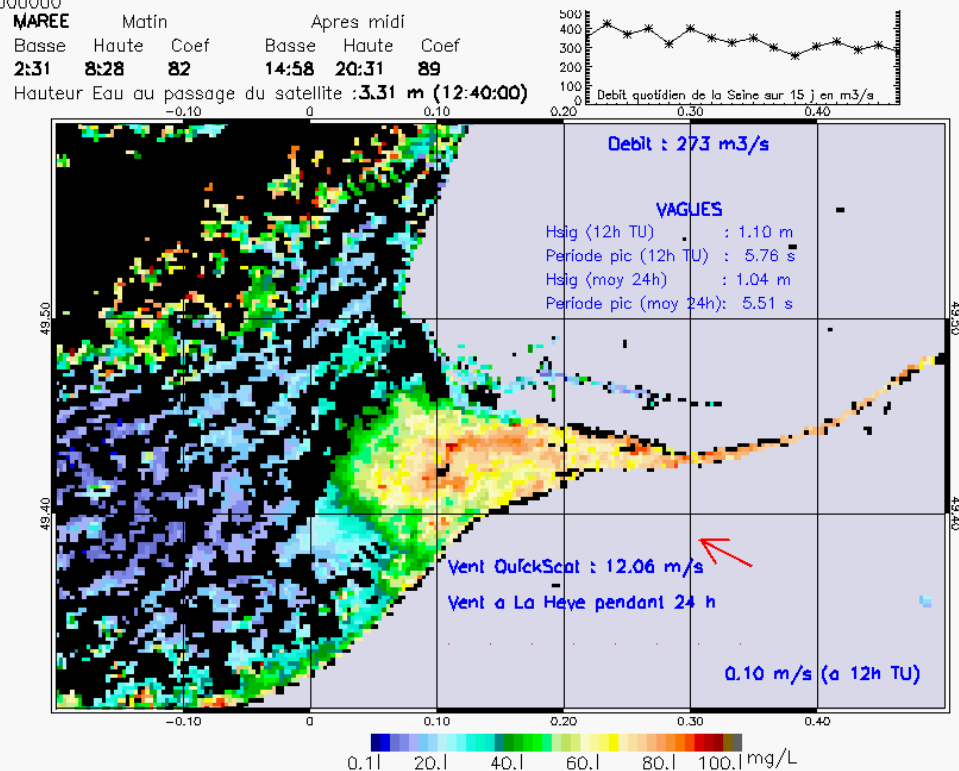 000000
MAREE Matin Apres midi
Basse Haute Coef Basse Haute Coef
2:31 8:28 82 14:58 20:31 89
Hauteur Eau au passage du satellite : 3.31 m (12:40:00)
500
400
300
200
100
0
Debit quotidien de la Seine sur 15 j en m3/s
-0.10 0 0.10 0.20 0.30 0.40
Debit : 273 m3/s
VAGUES
Hsig (12h TU) : 1.10 m
Periode pic (12h TU) : 5.76 s
Hsig (moy 24h) : 1.04 m
Periode pic (moy 24h): 5.51 s
49.50 49.50
49.40 49.40
Vent QuickScat : 12.06 m/s
Vent a La Heve pendant 24 h
0.10 m/s (a 12h TU)
-0.10 0 0.10 0.20 0.30 0.40
0.1| 20.| 40.| 60.| 80.| 100.| mg/L